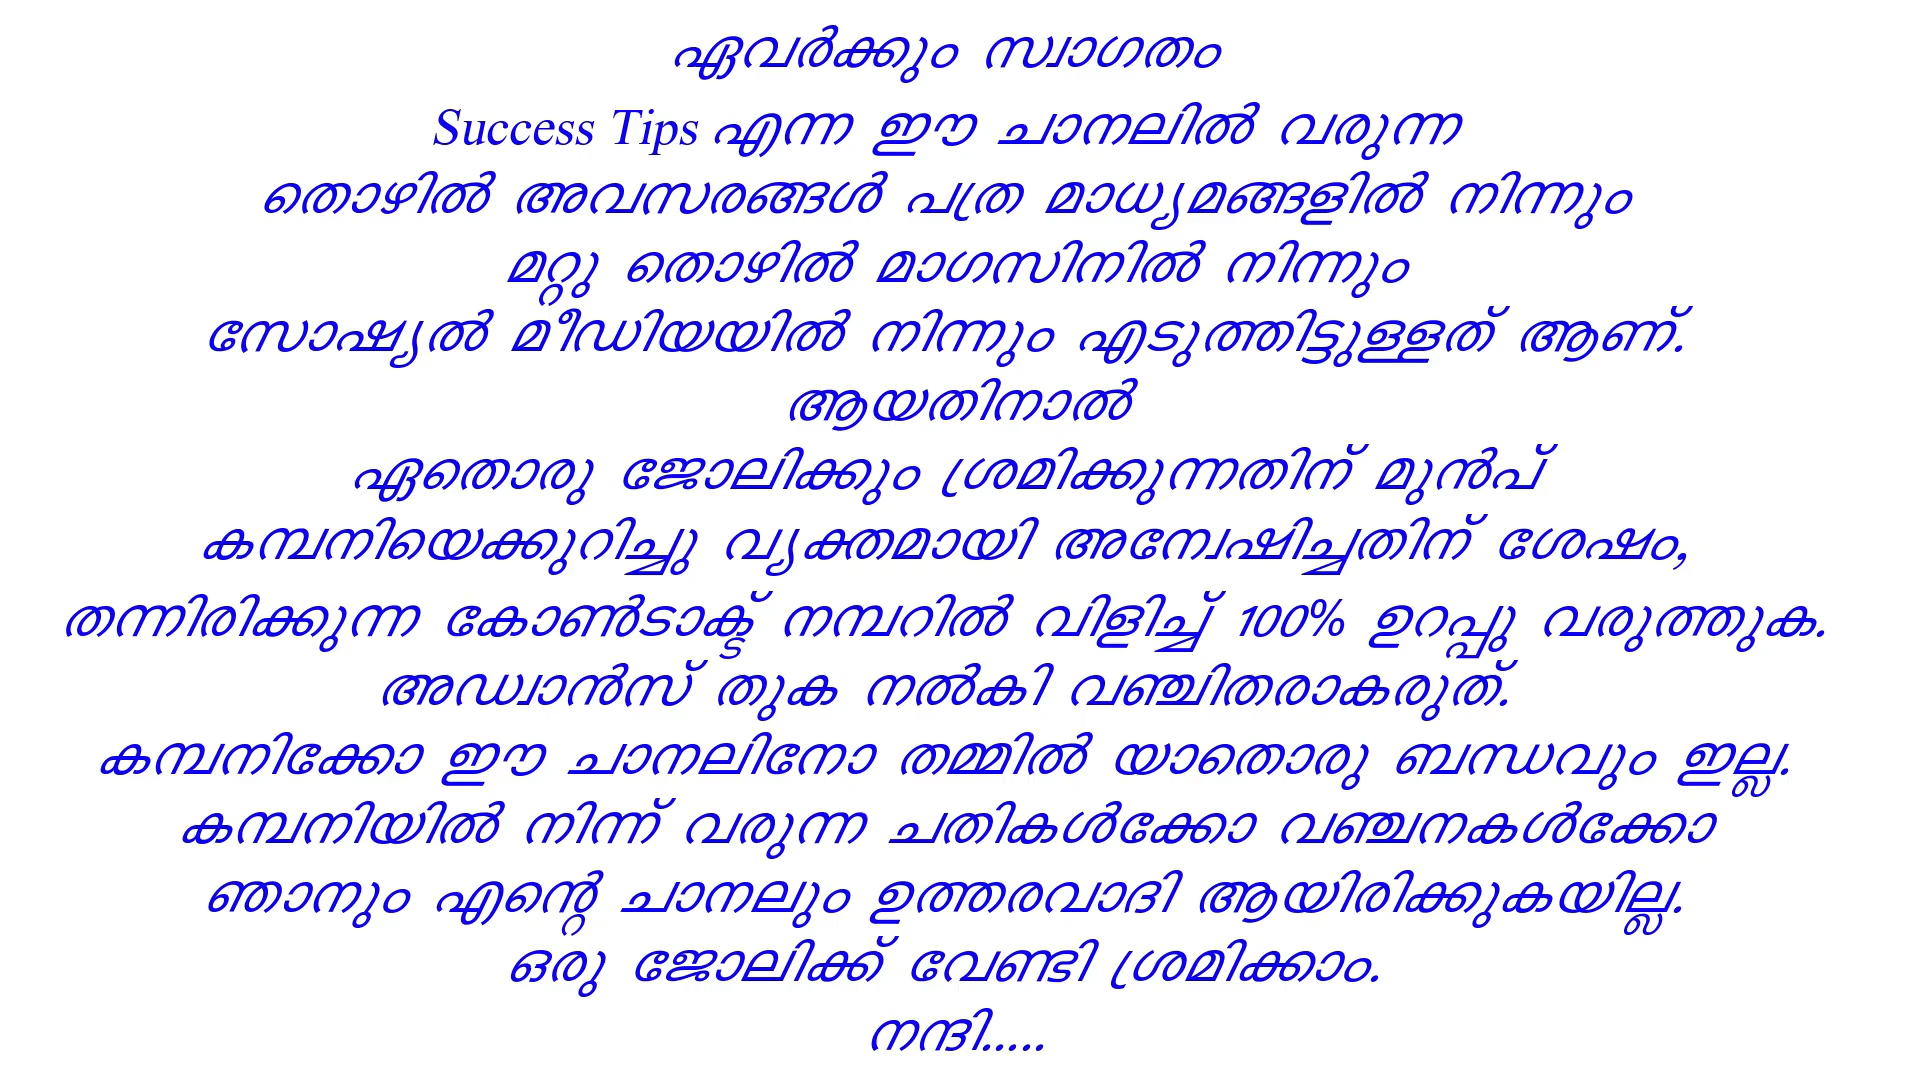 ഏവർക്കും സ്വാഗതം
Success Tips എന്ന ഈ ചാനലിൽ വരുന്ന
തൊഴിൽ അവസരങ്ങൾ പത്ര മാധ്യമങ്ങളിൽ നിന്നും
മറ്റു തൊഴിൽ മാഗസിനിൽ നിന്നും
സോഷ്യൽ മീഡിയയിൽ നിന്നും എടുത്തിട്ടുള്ളത് ആണ്.
ആയതിനാൽ
ഏതൊരു ജോലിക്കും ശ്രമിക്കുന്നതിന് മുൻപ്
കമ്പനിയെക്കുറിച്ചു വ്യക്തമായി അന്വേഷിച്ചതിന് ശേഷം,
തന്നിരിക്കുന്ന കോൺടാക്ട് നമ്പറിൽ വിളിച്ച് 100% ഉറപ്പു വരുത്തുക.
അഡ്വാൻസ് തുക നൽകി വഞ്ചിതരാകരുത്.
കമ്പനിക്കോ ഈ ചാനലിനോ തമ്മിൽ യാതൊരു ബന്ധവും ഇല്ല.
കമ്പനിയിൽ നിന്ന് വരുന്ന ചതികൾക്കോ വഞ്ചനകൾക്കോ
ഞാനും എന്റെ ചാനലും ഉത്തരവാദി ആയിരിക്കുകയില്ല.
ഒരു ജോലിക്ക് വേണ്ടി ശ്രമിക്കാം.
നന്ദി.....